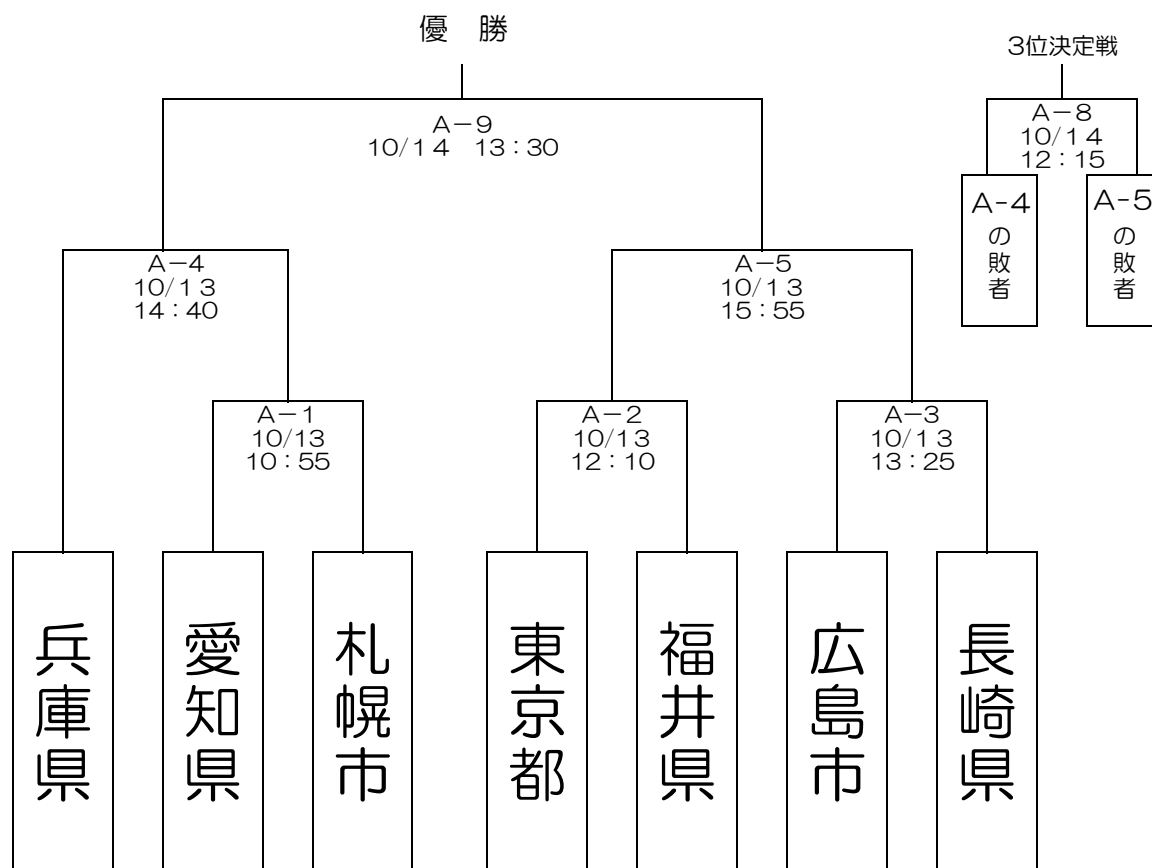 優　勝
3位決定戦
A－9
10/14　13：30
A－8
10/14
12：15
A-4
の敗者
A-5
の敗者
A－4
10/13
14：40
A－5
10/13
15：55
A－1
10/13
10：55
A－2
10/13
12：10
A－3
10/13
13：25
兵庫県
愛知県
札幌市
東京都
福井県
広島市
長崎県